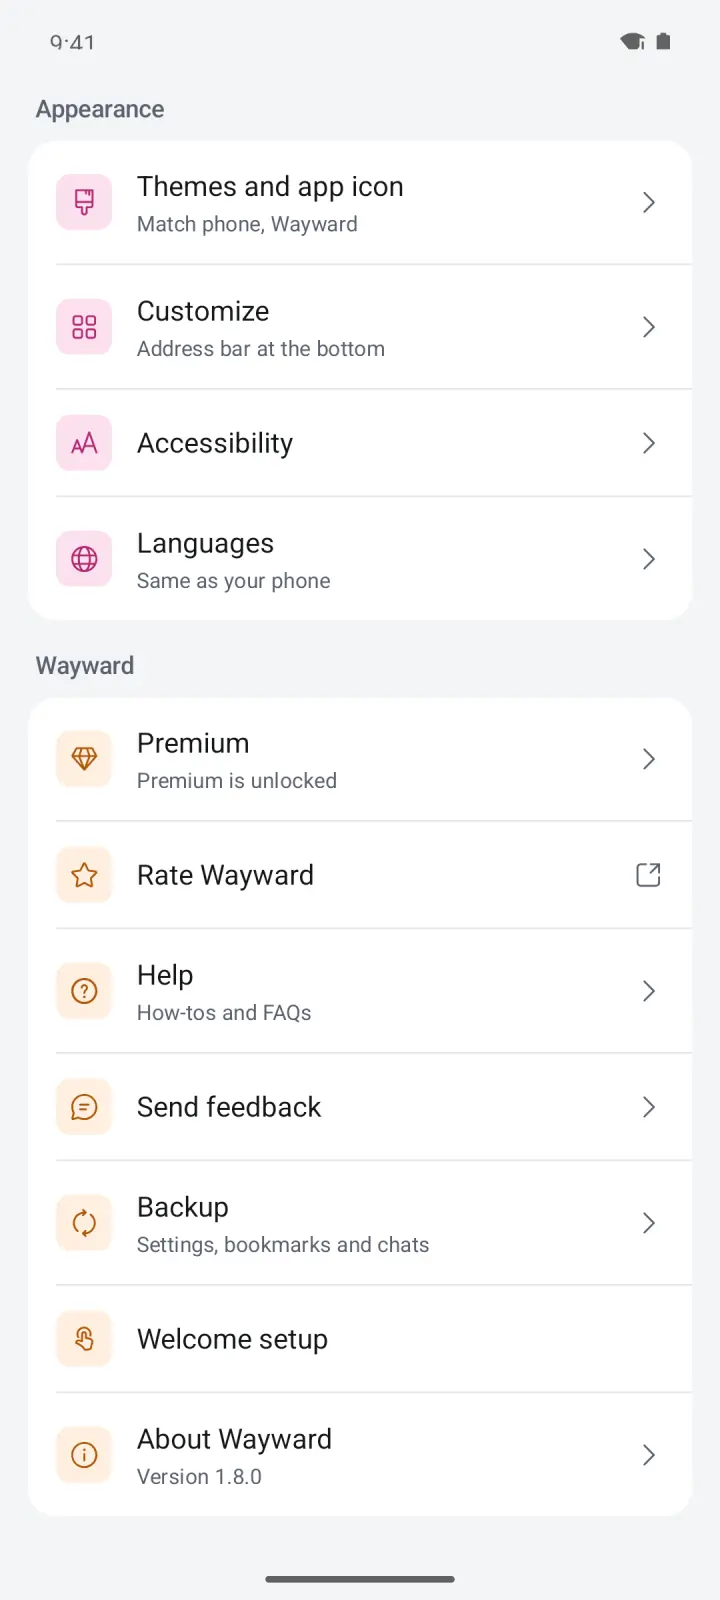 9:41
Appearance
Themes and app icon
Match phone, Wayward
Customize
Address bar at the bottom
Accessibility
Languages
Same as your phone
Wayward
Premium
Premium is unlocked
Rate Wayward
Help
How-tos and FAQs
Send feedback
Backup
Settings, bookmarks and chats
Welcome setup
About Wayward
Version 1.8.0